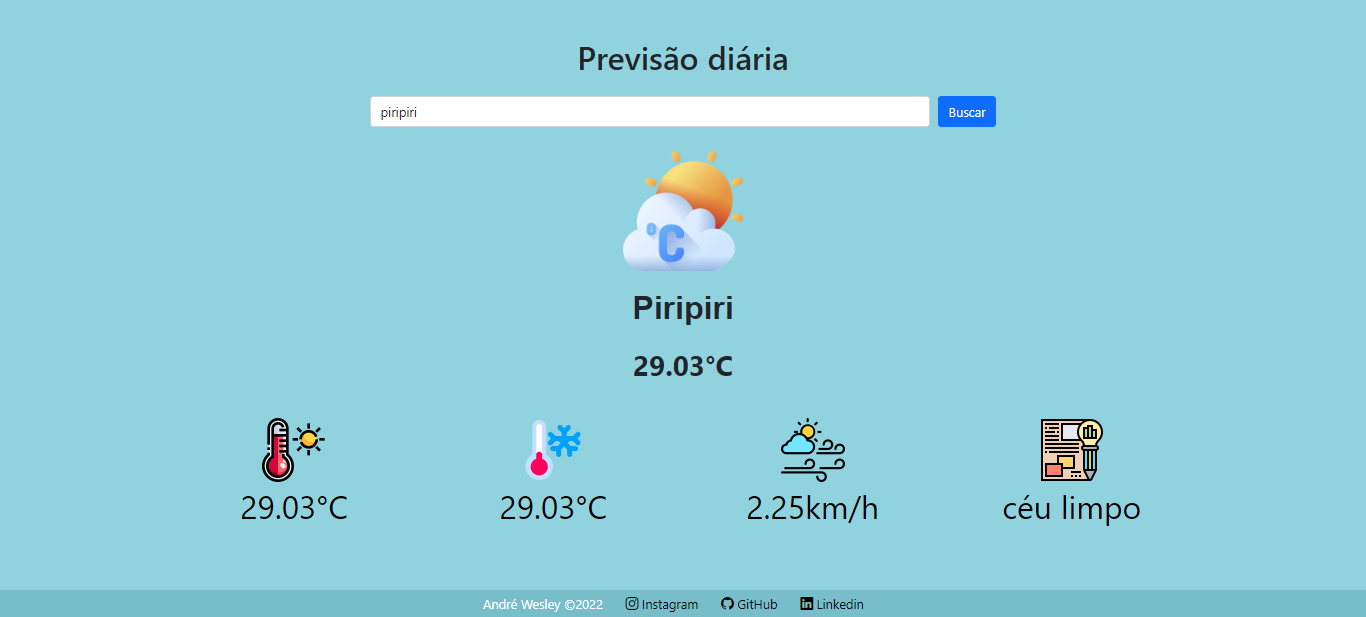 Previsão diária
piripiri
Buscar
°C
Piripiri
29.03°C
29.03°C
29.03°C
2.25km/h
céu limpo
André Wesley ©2022
Instagram
GitHub
Linkedin